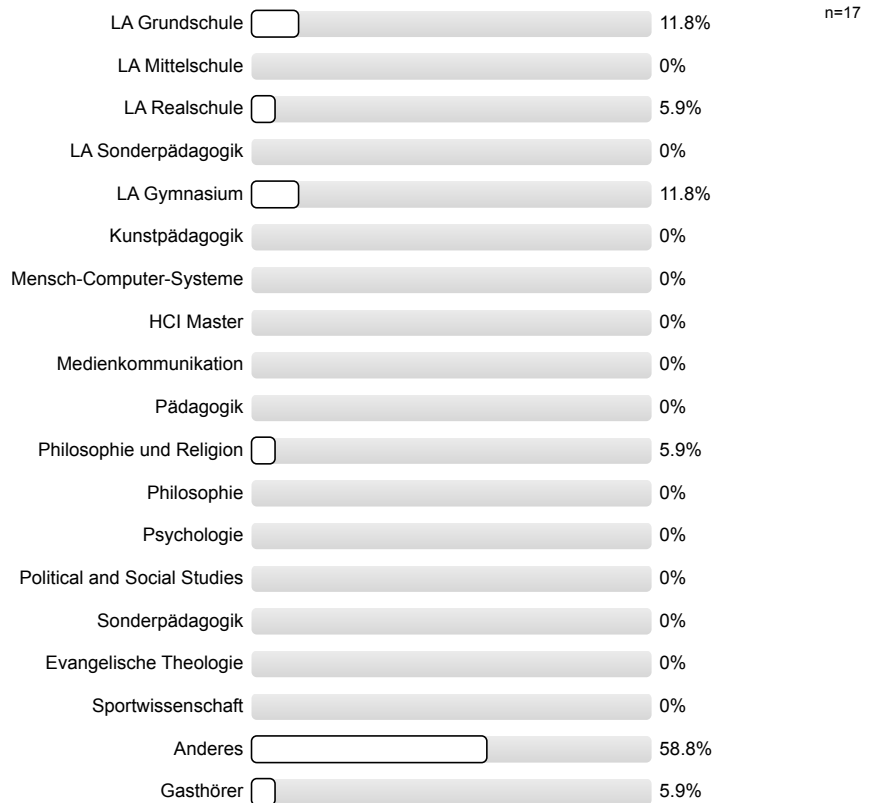 LA Grundschule 11.8% n=17
LA Mittelschule 0%
LA Realschule 5.9%
LA Sonderpädagogik 0%
LA Gymnasium 11.8%
Kunstpädagogik 0%
Mensch-Computer-Systeme 0%
HCI Master 0%
Medienkommunikation 0%
Pädagogik 0%
Philosophie und Religion 5.9%
Philosophie 0%
Psychologie 0%
Political and Social Studies 0%
Sonderpädagogik 0%
Evangelische Theologie 0%
Sportwissenschaft 0%
Anderes 58.8%
Gasthörer 5.9%